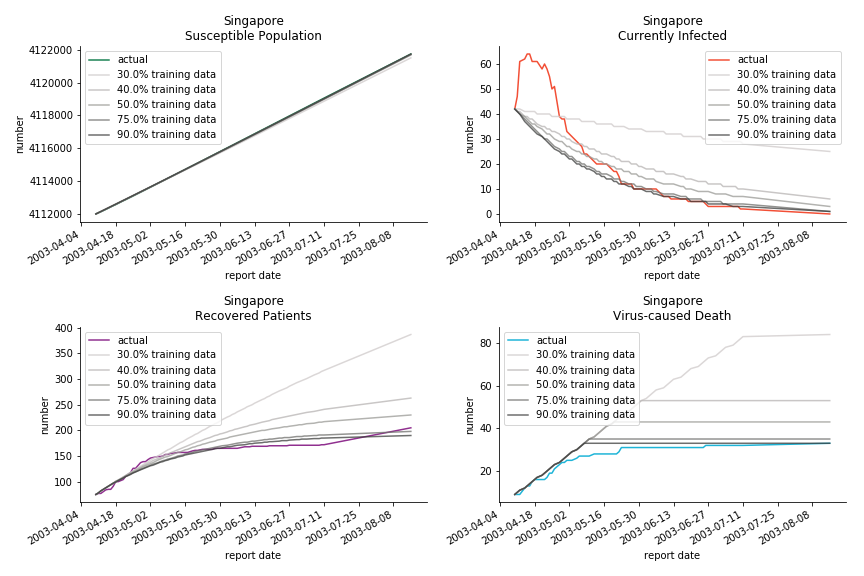 Singapore
Susceptible Population
number
4122000
4120000
4118000
4116000
4114000
4112000
actual
30.0% training data
40.0% training data
50.0% training data
75.0% training data
90.0% training data
2003-04-04
2003-04-18
2003-05-02
2003-05-16
2003-05-30
2003-06-13
2003-06-27
2003-07-11
2003-07-25
2003-08-08
report date
Singapore
Currently Infected
number
60
50
40
30
20
10
0
actual
30.0% training data
40.0% training data
50.0% training data
75.0% training data
90.0% training data
2003-04-04
2003-04-18
2003-05-02
2003-05-16
2003-05-30
2003-06-13
2003-06-27
2003-07-11
2003-07-25
2003-08-08
report date
Singapore
Recovered Patients
number
400
350
300
250
200
150
100
actual
30.0% training data
40.0% training data
50.0% training data
75.0% training data
90.0% training data
2003-04-04
2003-04-18
2003-05-02
2003-05-16
2003-05-30
2003-06-13
2003-06-27
2003-07-11
2003-07-25
2003-08-08
report date
Singapore
Virus-caused Death
number
80
60
40
20
actual
30.0% training data
40.0% training data
50.0% training data
75.0% training data
90.0% training data
2003-04-04
2003-04-18
2003-05-02
2003-05-16
2003-05-30
2003-06-13
2003-06-27
2003-07-11
2003-07-25
2003-08-08
report date